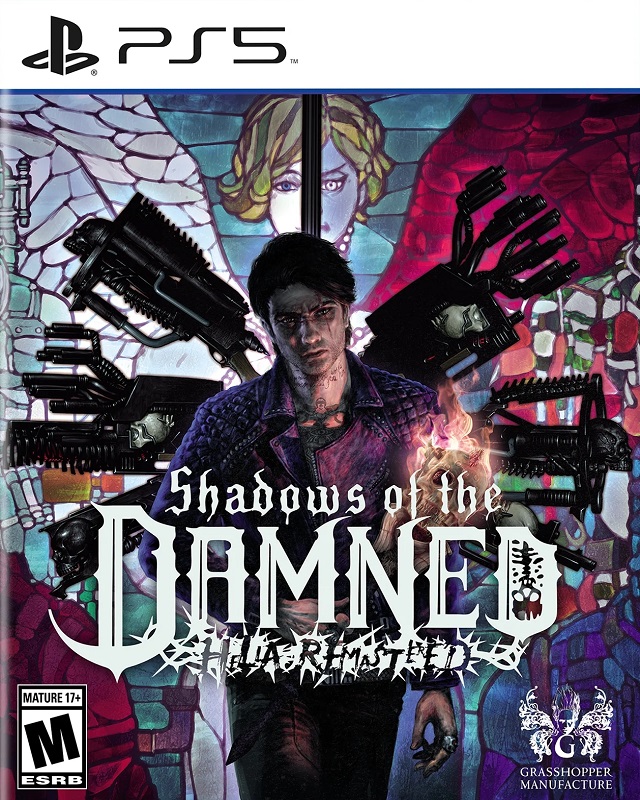 PS5
Shadows of the
DAMNED
HELLA REMASTERED
MATURE 17+
M
ESRB
G
GRASSHOPPER
MANUFACTURE